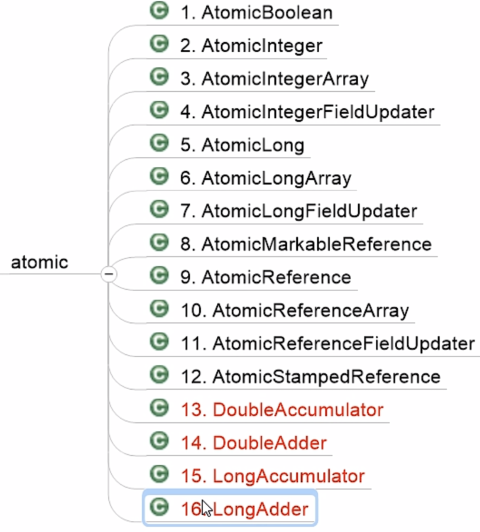 1. AtomicBoolean
2. AtomicInteger
3. AtomicIntegerArray
4. AtomicIntegerFieldUpdater
5. AtomicLong
6. AtomicLongArray
7. AtomicLongFieldUpdater
8. AtomicMarkableReference
atomic
9. AtomicReference
10. AtomicReferenceArray
11. AtomicReferenceFieldUpdater
12. AtomicStampedReference
13. DoubleAccumulator
14. DoubleAdder
15. LongAccumulator
16. LongAdder